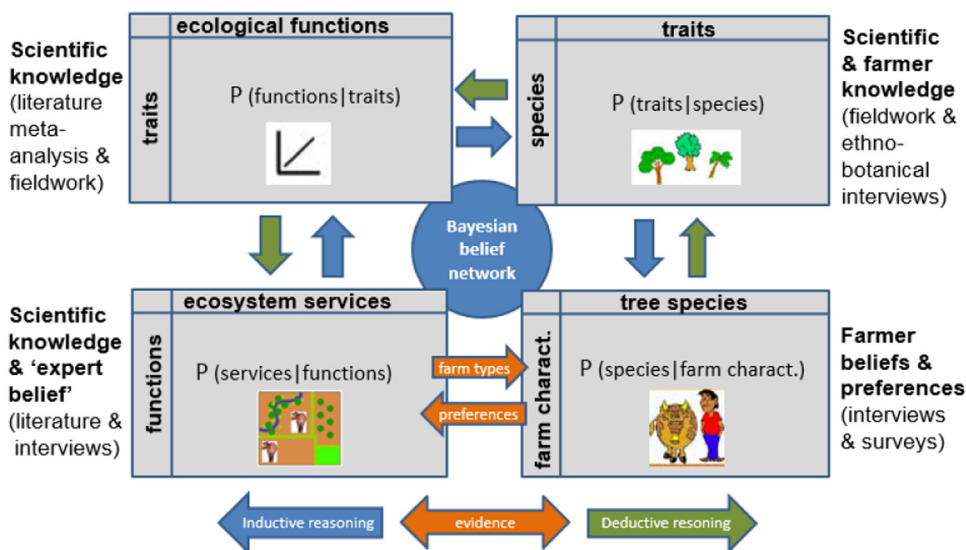 ecological functions
traits
P (functions|traits)
Scientific
knowledge
(literature
meta-
analysis &
fieldwork)
traits
species
P (traits|species)
Scientific
& farmer
knowledge
(fieldwork &
ethno-
botanical
interviews)
Bayesian
belief
network
ecosystem services
functions
P (services|functions)
Scientific
knowledge
& ‘expert
belief’
(literature &
interviews)
farm types
preferences
tree species
farm charact.
P (species|farm charact.)
Farmer
beliefs &
preferences
(interviews
& surveys)
Inductive reasoning
evidence
Deductive resoning